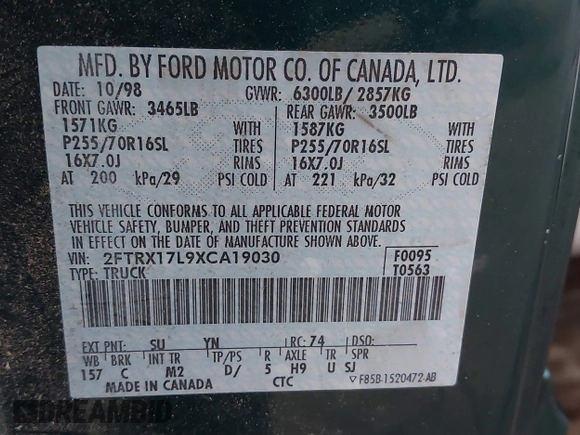 MFD. BY FORD MOTOR CO. OF CANADA, LTD.
DATE: 10/98 GVWR: 6300LB/ 2857KG
FRONT GAWR: 3465LB REAR GAWR: 3500LB
1571KG WITH 1587KG WITH
P255/70R16SL TIRES P255/70R16SL TIRES
16X7.0J RIMS 16X7.0J RIMS
AT 200 kPa/29 PSI COLD AT 221 kPa/32 PSI COLD
THIS VEHICLE CONFORMS TO ALL APPLICABLE FEDERAL MOTOR
VEHICLE SAFETY, BUMPER, AND THEFT PREVENTION STANDARDS
IN EFFECT ON THE DATE OF MANUFACTURE SHOWN ABOVE.
VIN: 2FTRX17L9XCA19030 F0095
TYPE: TRUCK T0563
EXT PNT: SU YN RC: 74 DSO:
WB BRK INT TR TP/PS R AXLE TR SPR
157 C M2 D/ 5 H9 U SJ
MADE IN CANADA CTC F85B-1520472-AB
DREAMBID